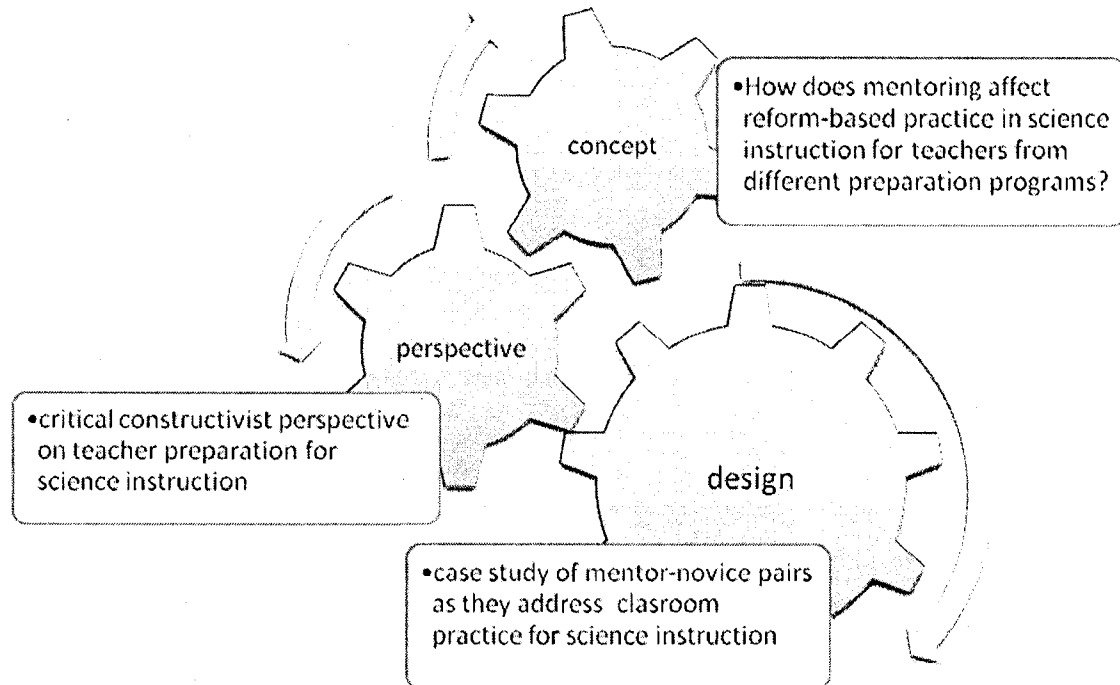 concept
•How does mentoring affect
reform-based practice in science
instruction for teachers from
different preparation programs?
perspective
•critical constructivist perspective
on teacher preparation for
science instruction
design
•case study of mentor-novice pairs
as they address clasroom
practice for science instruction